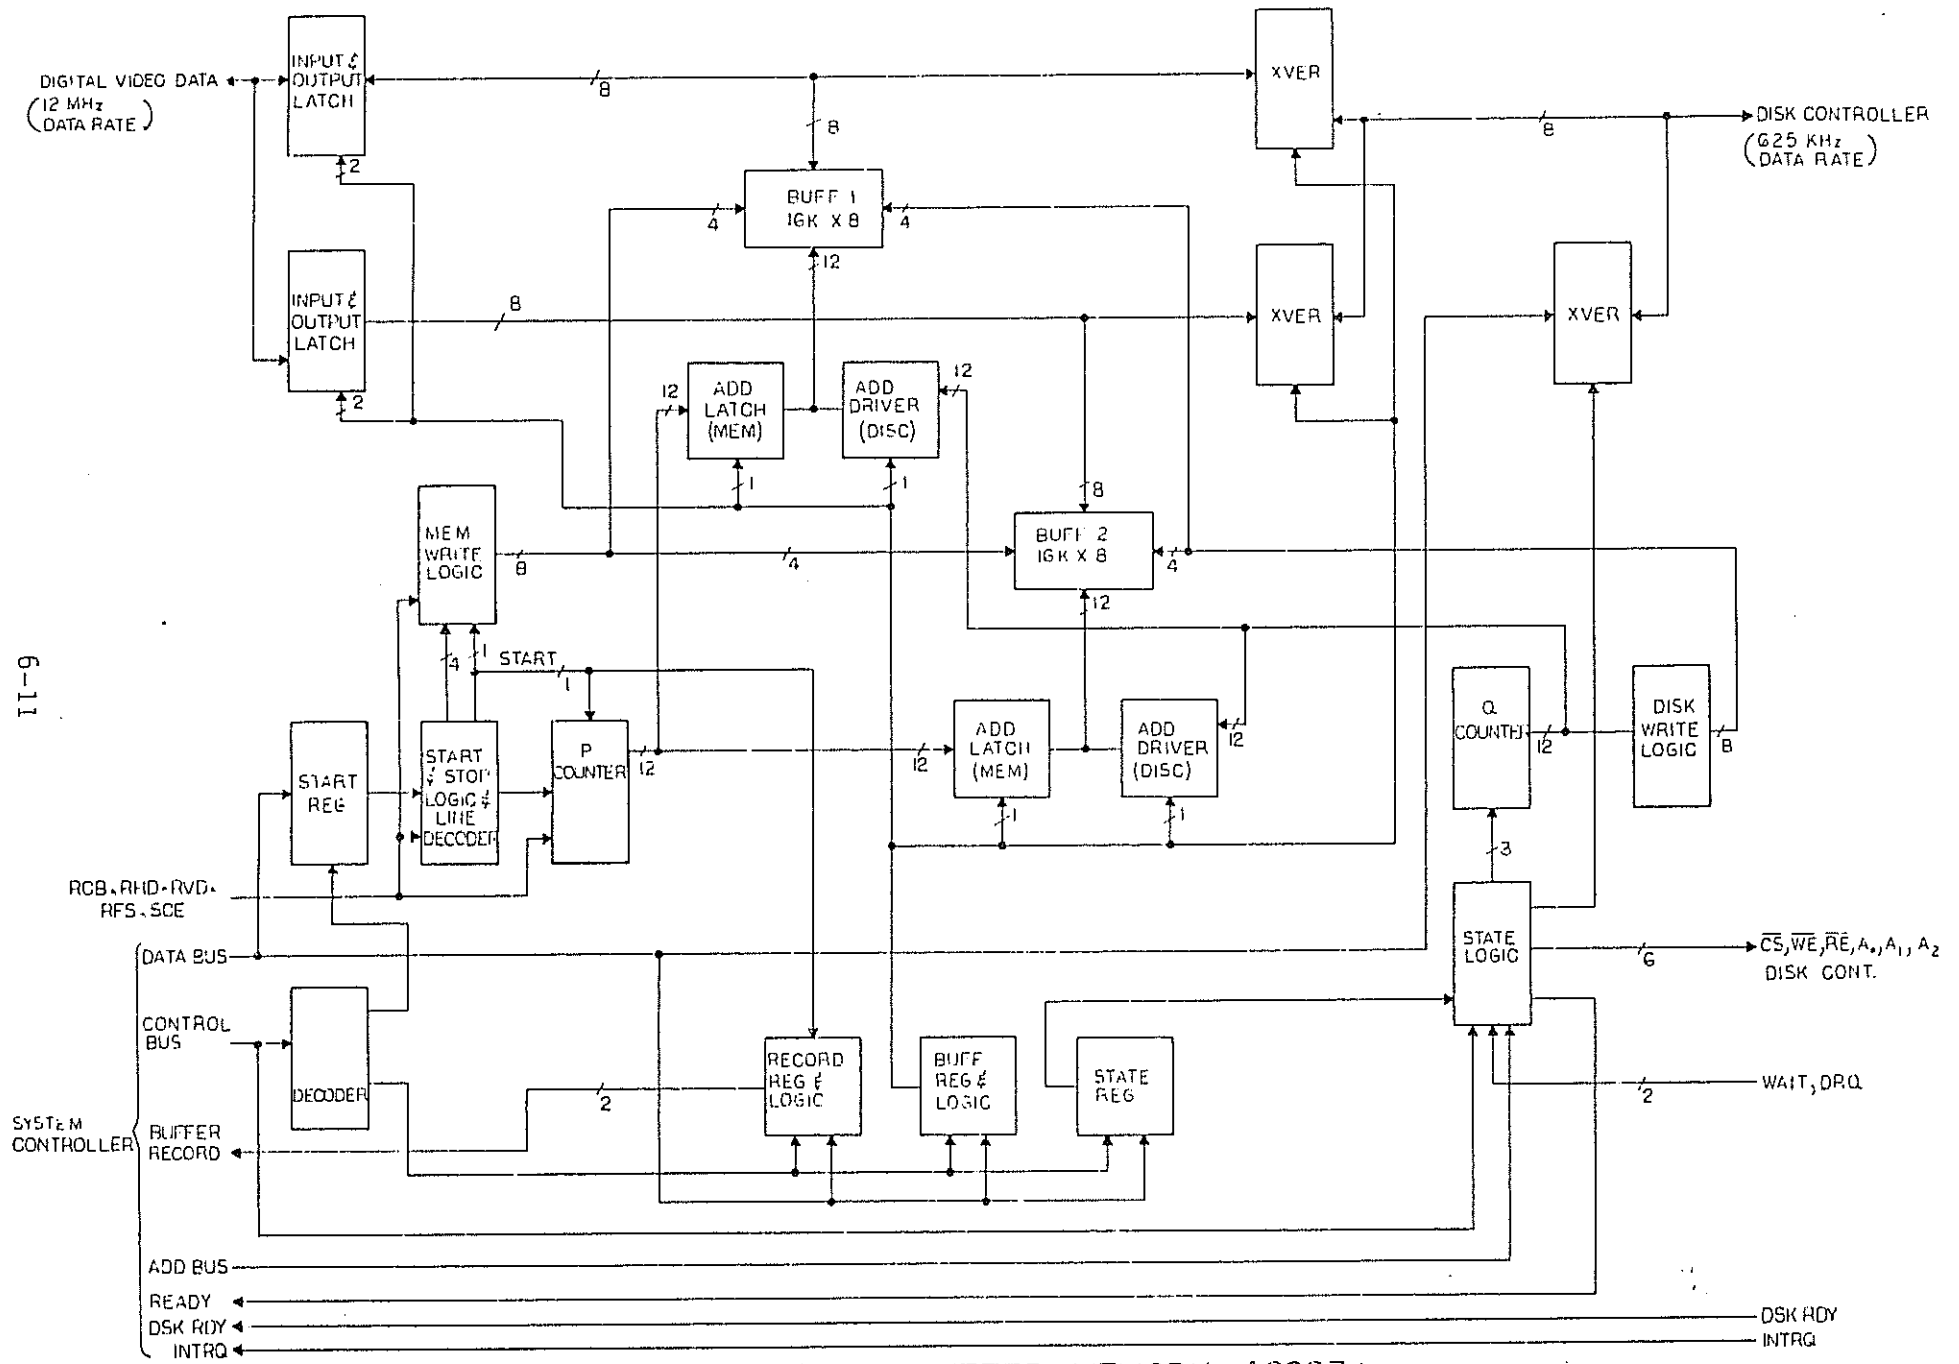 INPUT &
OUTPUT
LATCH
DIGITAL VIDEO DATA
(12 MHz
DATA RATE)
8
8
2
XVER
8
DISK CONTROLLER
(625 KHz
DATA RATE)
BUFF 1
16K X 8
4
4
12
INPUT &
OUTPUT
LATCH
8
2
XVER
XVER
12
ADD
LATCH
(MEM)
1
ADD
DRIVER
(DISC)
12
1
8
MEM
WRITE
LOGIC
8
4
BUFF 2
16K X 8
4
12
4
1
START
1
START
REG
START
& STOP
LOGIC &
LINE
DECODER
P
COUNTER
12
12
ADD
LATCH
(MEM)
1
ADD
DRIVER
(DISC)
12
1
Q
COUNTER
12
DISK
WRITE
LOGIC
8
3
6-11
RCB, RHD, RVD,
RFS, SCE
DATA BUS
CONTROL
BUS
DECODER
SYSTEM
CONTROLLER
BUFFER
RECORD
2
RECORD
REG &
LOGIC
BUFF
REG &
LOGIC
STATE
REG
STATE
LOGIC
6
C̅S̅, W̅E̅, R̅E̅, A₀, A₁, A₂
DISK CONT.
2
WAIT, DRQ
ADD BUS
READY
DSK RDY
DSK RDY
INTRQ
INTRQ